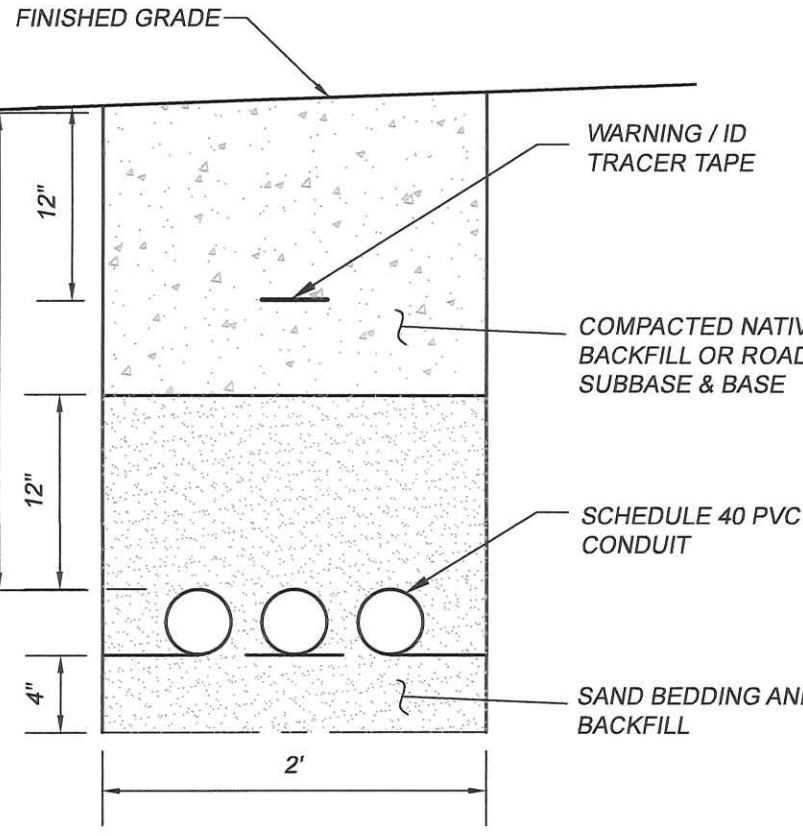 FINISHED GRADE
WARNING / ID
TRACER TAPE
12"
COMPACTED NATIV
BACKFILL OR ROAD
SUBBASE & BASE
12"
SCHEDULE 40 PVC
CONDUIT
4"
SAND BEDDING AN
BACKFILL
2'